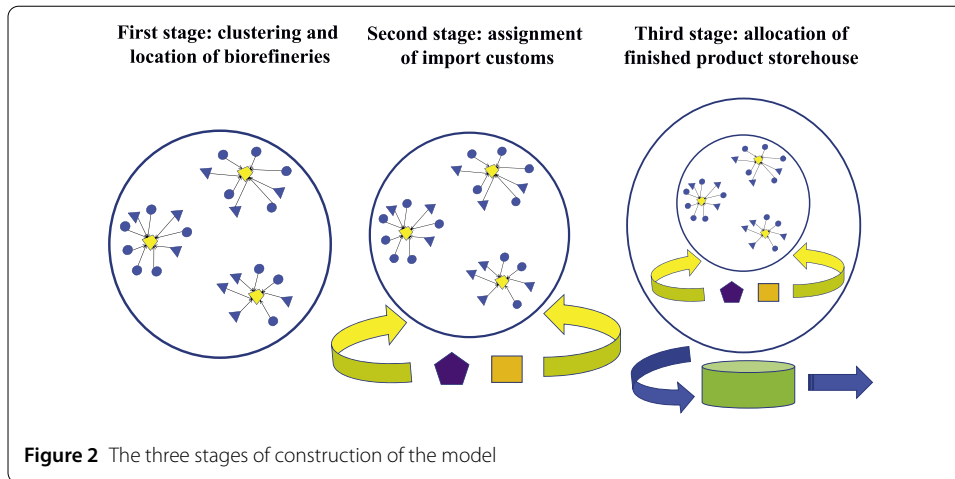 First stage: clustering and
location of biorefineries
Second stage: assignment
of import customs
Third stage: allocation of
finished product storehouse
Figure 2 The three stages of construction of the model